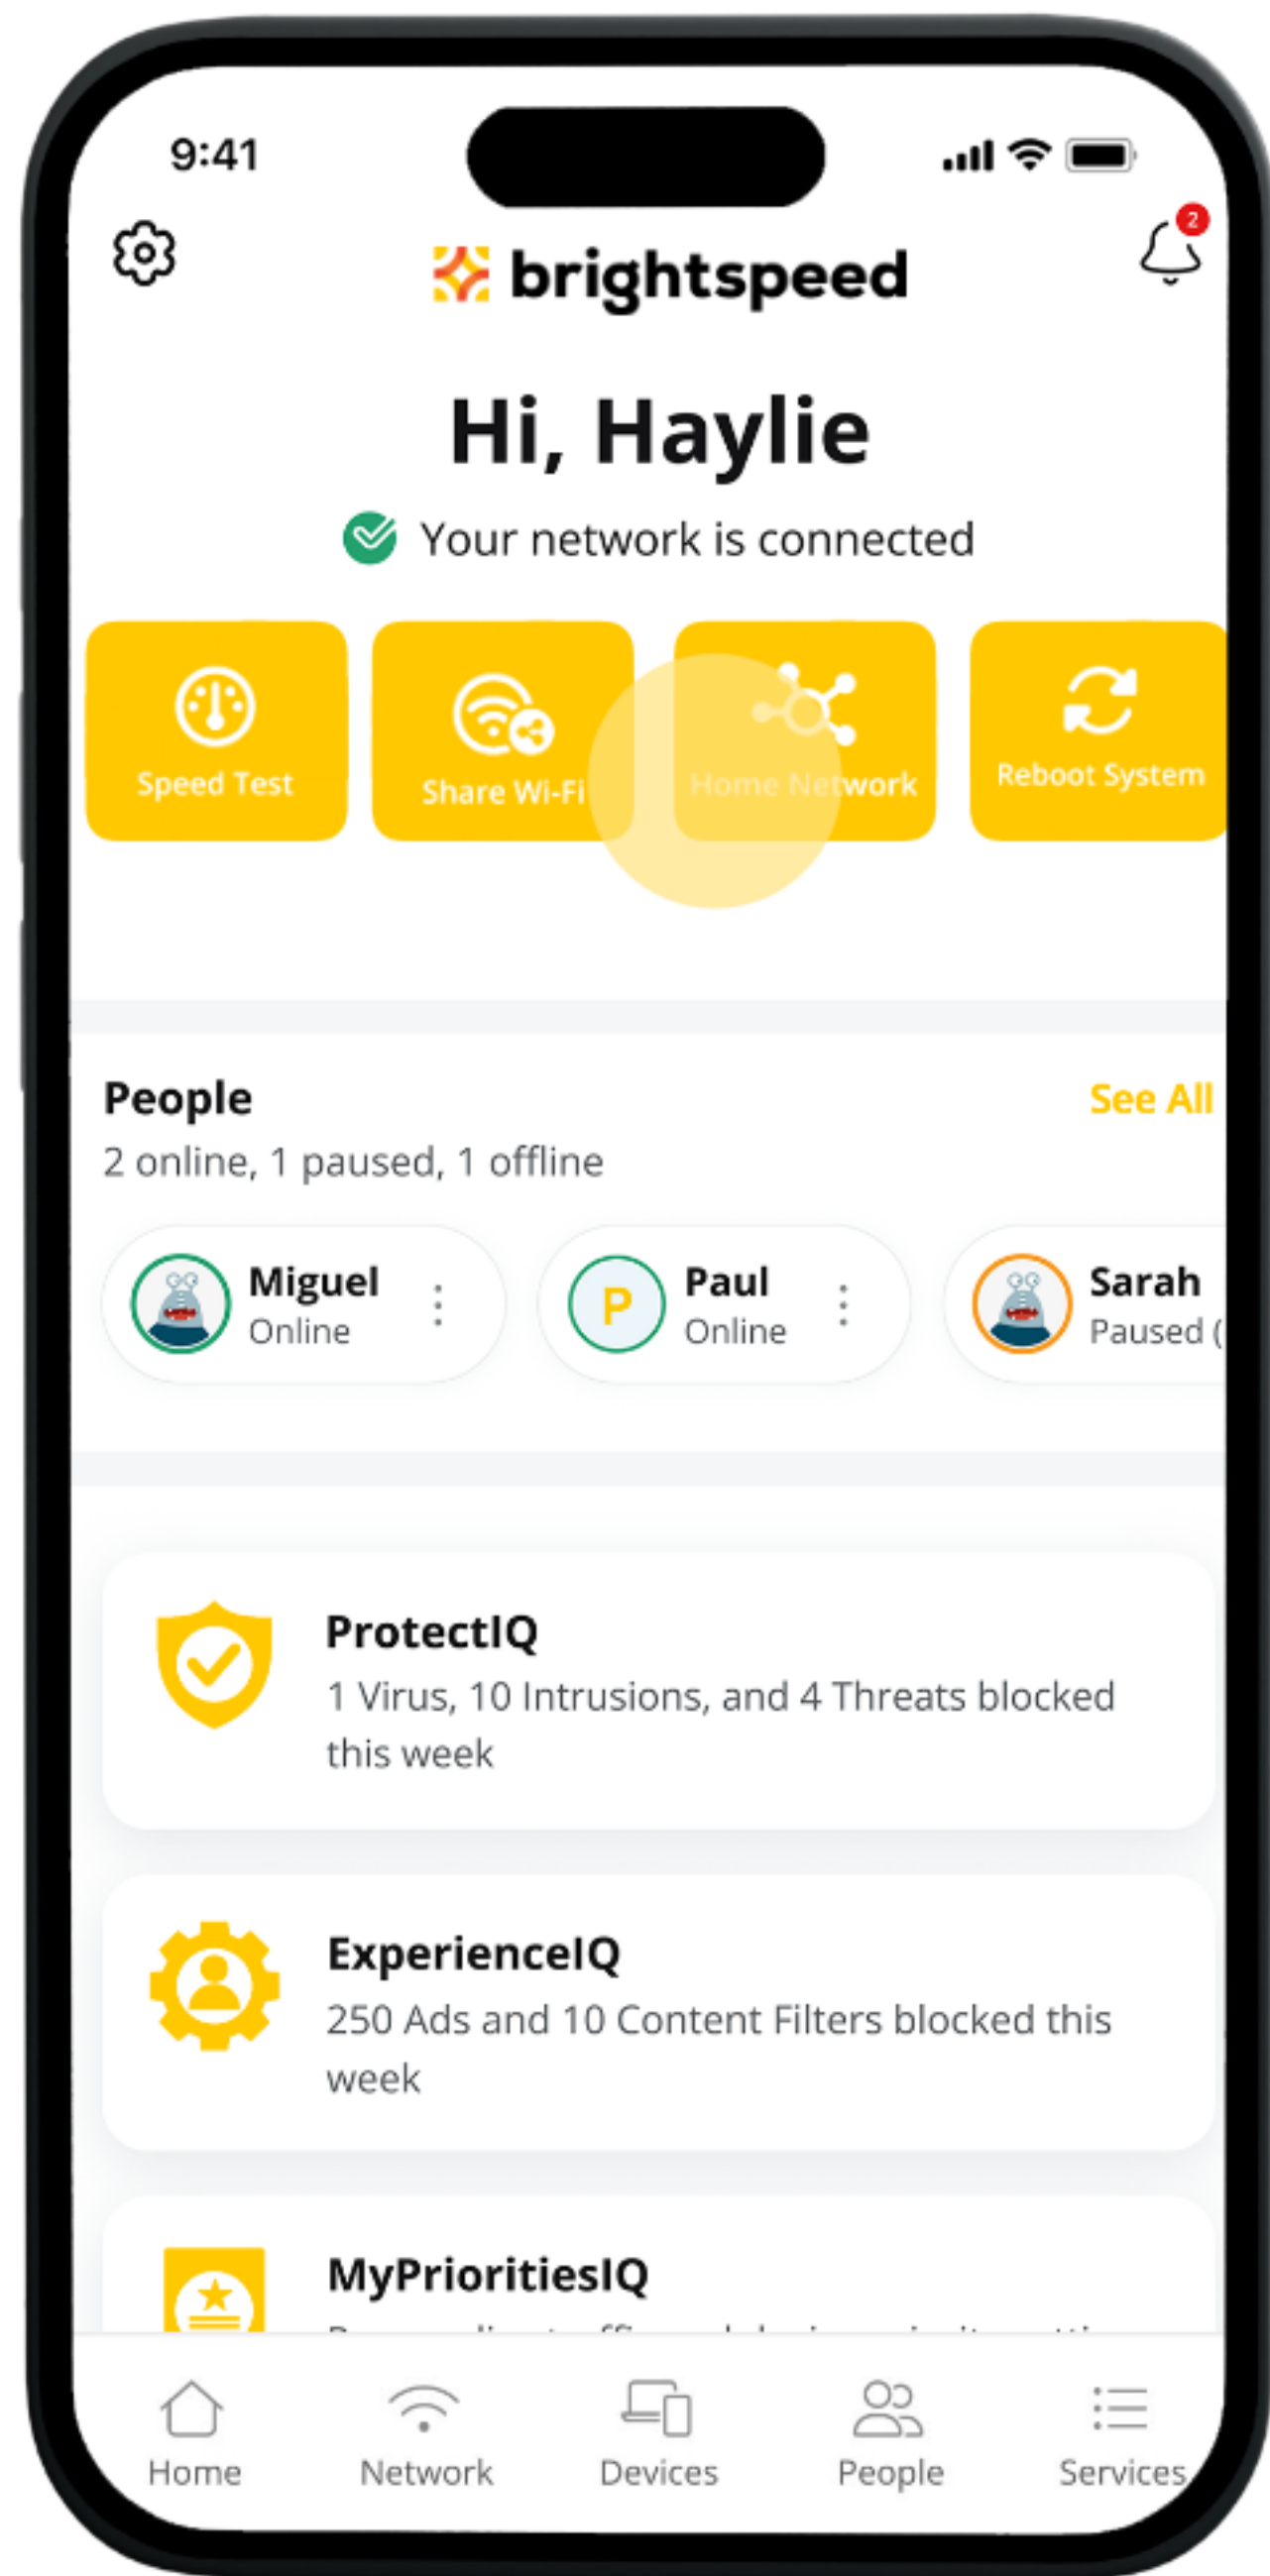 9:41
2
brightspeed
Hi, Haylie
Your network is connected
Speed Test
Share Wi-Fi
Home Network
Reboot System
People
See All
2 online, 1 paused, 1 offline
Miguel
Online
P
Paul
Online
Sarah
Paused (
ProtectIQ
1 Virus, 10 Intrusions, and 4 Threats blocked
this week
ExperienceIQ
250 Ads and 10 Content Filters blocked this
week
MyPrioritiesIQ
Home
Network
Devices
People
Services